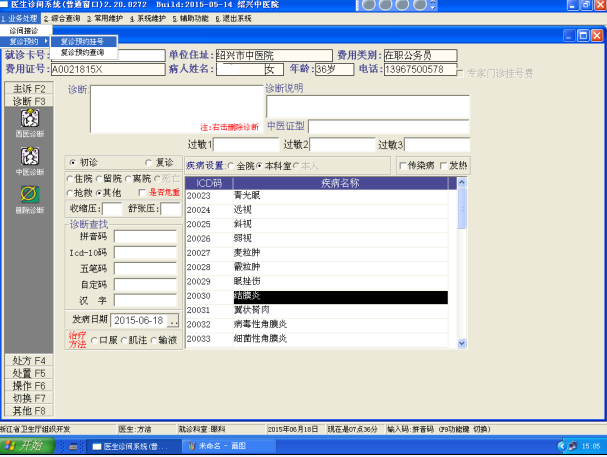 医生诊间系统(普通窗口)2.20.0272 Build:2015-05-14 绍兴中医院
1 业务处理 2 综合查询 3 常用维护 4 系统维护 5 辅助功能 6 退出系统
诊间接诊
复诊预约
复诊预约挂号
复诊预约查询
就诊卡号: 单位住址: 绍兴市中医院 费用类别: 在职公务员
费用证号: A0021815X 病人姓名: 女 年龄: 36岁 电话: 13967500578 专家门诊挂号费
主诉 F2
诊断 F3
西医诊断
中医诊断
删除诊断
处方 F4
处置 F5
操作 F6
切换 F7
其他 F8
诊断: 诊断说明
注:右击删除诊断 中医证型
过敏1 过敏2 过敏3
初诊 复诊
住院 留院 离院 死亡
抢救 其他 是否危重
收缩压: 舒张压:
诊断查找
拼音码
Icd-10码
五笔码
自定码
汉 字
发病日期 2015-06-18 ..
治疗方法 口服 肌注 输液
疾病设置: 全院 本科室 本人 传染病 发热
ICD码 疾病名称
20023 青光眼
20024 远视
20025 斜视
20026 弱视
20027 麦粒肿
20028 霰粒肿
20029 眼挫伤
20030 结膜炎
20031 翼状胬肉
20032 病毒性角膜炎
20033 细菌性角膜炎
浙江省卫生厅组织开发 医生:方洁 就诊科室:眼科 2015年06月18日 现在是07点36分 输入码:拼音码 (F9功能键 切换)
开始 医生诊间系统(普... 未命名 - 画图 15:05